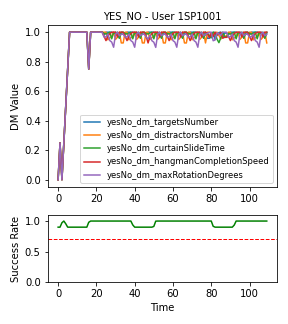 YES_NO - User 1SP1001
DM Value
1.0
0.8
0.6
0.4
0.2
0.0
yesNo_dm_targetsNumber
yesNo_dm_distractorsNumber
yesNo_dm_curtainSlideTime
yesNo_dm_hangmanCompletionSpeed
yesNo_dm_maxRotationDegrees
0 20 40 60 80 100
Success Rate
1.0
0.5
0.0
0 20 40 60 80 100
Time